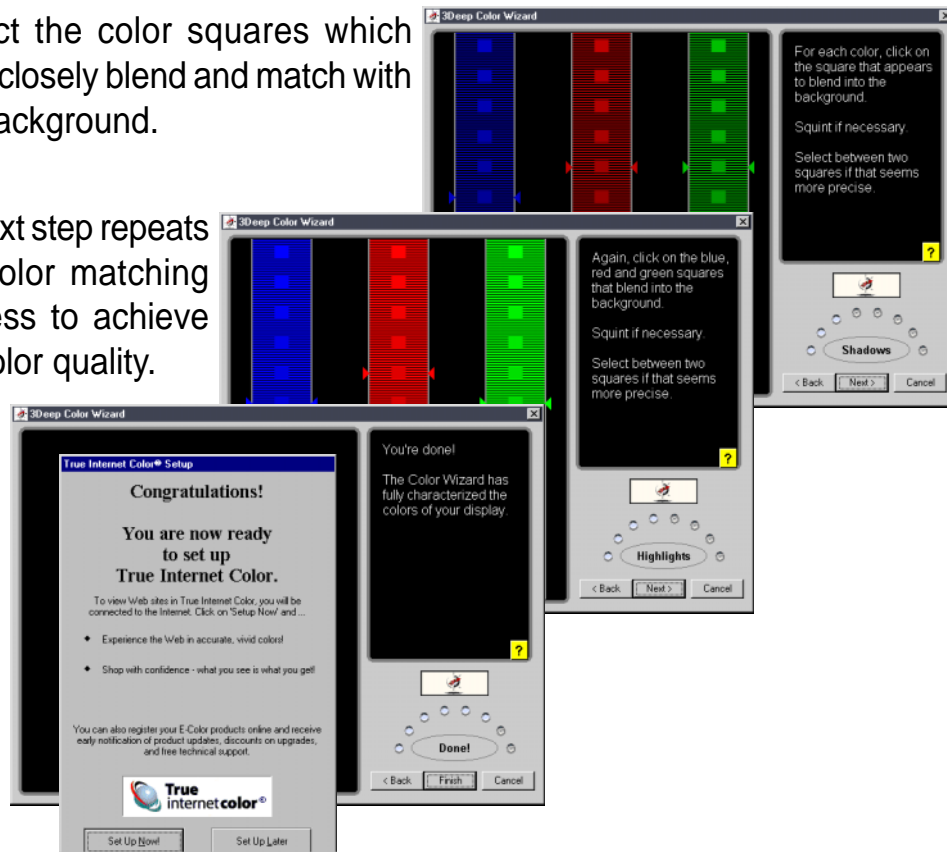 ct the color squares which
closely blend and match with
ackground.
xt step repeats
olor matching
ess to achieve
olor quality.
3Deep Color Wizard
For each color, click on
the square that appears
to blend into the
background.
Squint if necessary.
Select between two
squares if that seems
more precise.
?
Shadows
< Back Next > Cancel
3Deep Color Wizard
Again, click on the blue,
red and green squares
that blend into the
background.
Squint if necessary.
Select between two
squares if that seems
more precise.
?
Highlights
< Back Next > Cancel
3Deep Color Wizard
True Internet Color® Setup
Congratulations!
You are now ready
to set up
True Internet Color.
To view Web sites in True Internet Color, you will be
connected to the Internet. Click on 'Setup Now' and ...
◆ Experience the Web in accurate, vivid colors!
◆ Shop with confidence - what you see is what you get!
You can also register your E-Color products online and receive
early notification of product updates, discounts on upgrades,
and free technical support.
True
internetcolor®
Set Up Now! Set Up Later
You're done!
The Color Wizard has
fully characterized the
colors of your display.
?
Done!
< Back Finish Cancel